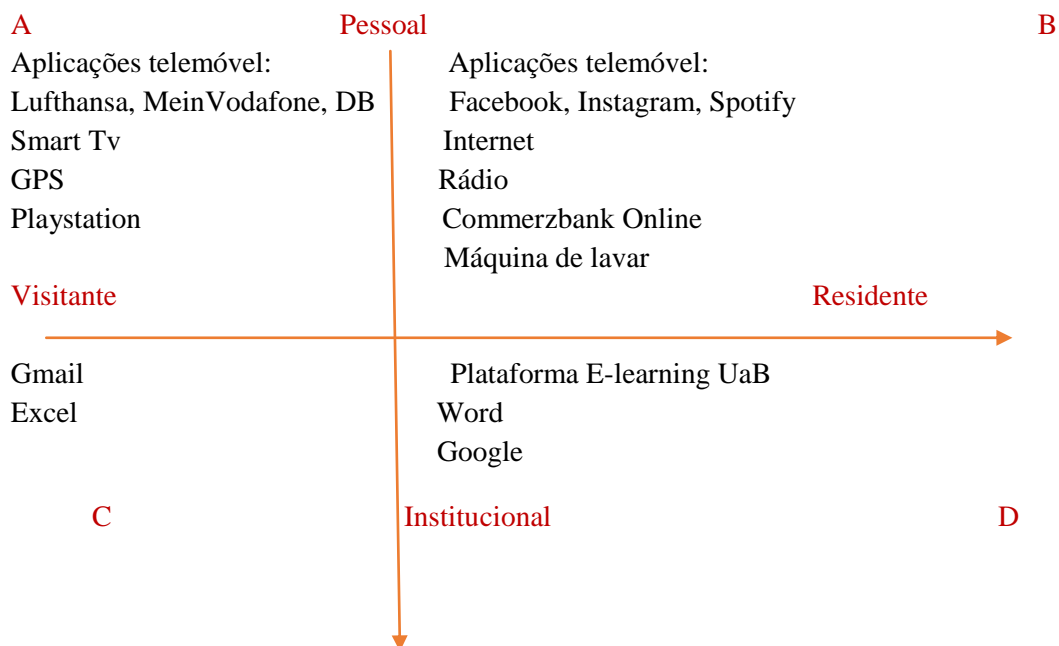 A Pessoal B
Aplicações telemóvel: Aplicações telemóvel:
Lufthansa, MeinVodafone, DB Facebook, Instagram, Spotify
Smart Tv Internet
GPS Rádio
Playstation Commerzbank Online
Máquina de lavar
Visitante Residente
Gmail Plataforma E-learning UaB
Excel Word
Google
C Institucional D